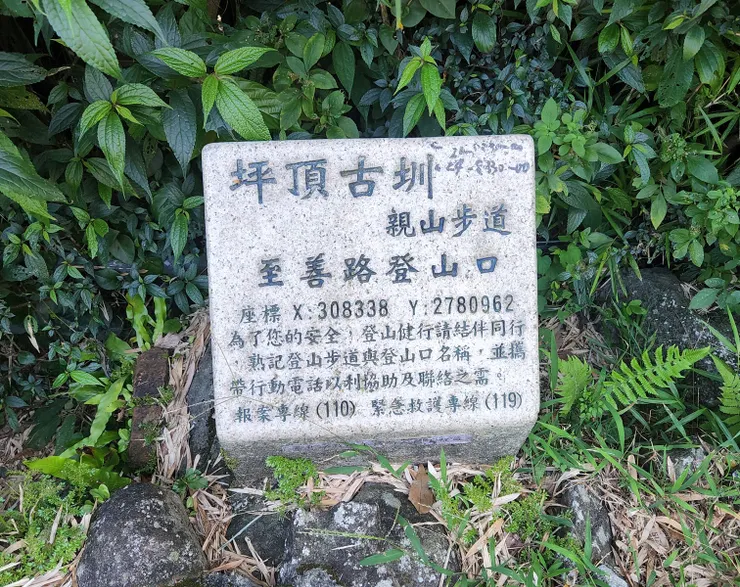 坪頂古圳
親山步道
至善路登山口
座標 X:308338 Y:2780962
為了您的安全；登山健行請結伴同行
，熟記登山步道與登山口名稱，並攜
帶行動電話以利協助及聯絡之需。
報案專線(110) 緊急救護專線(119)